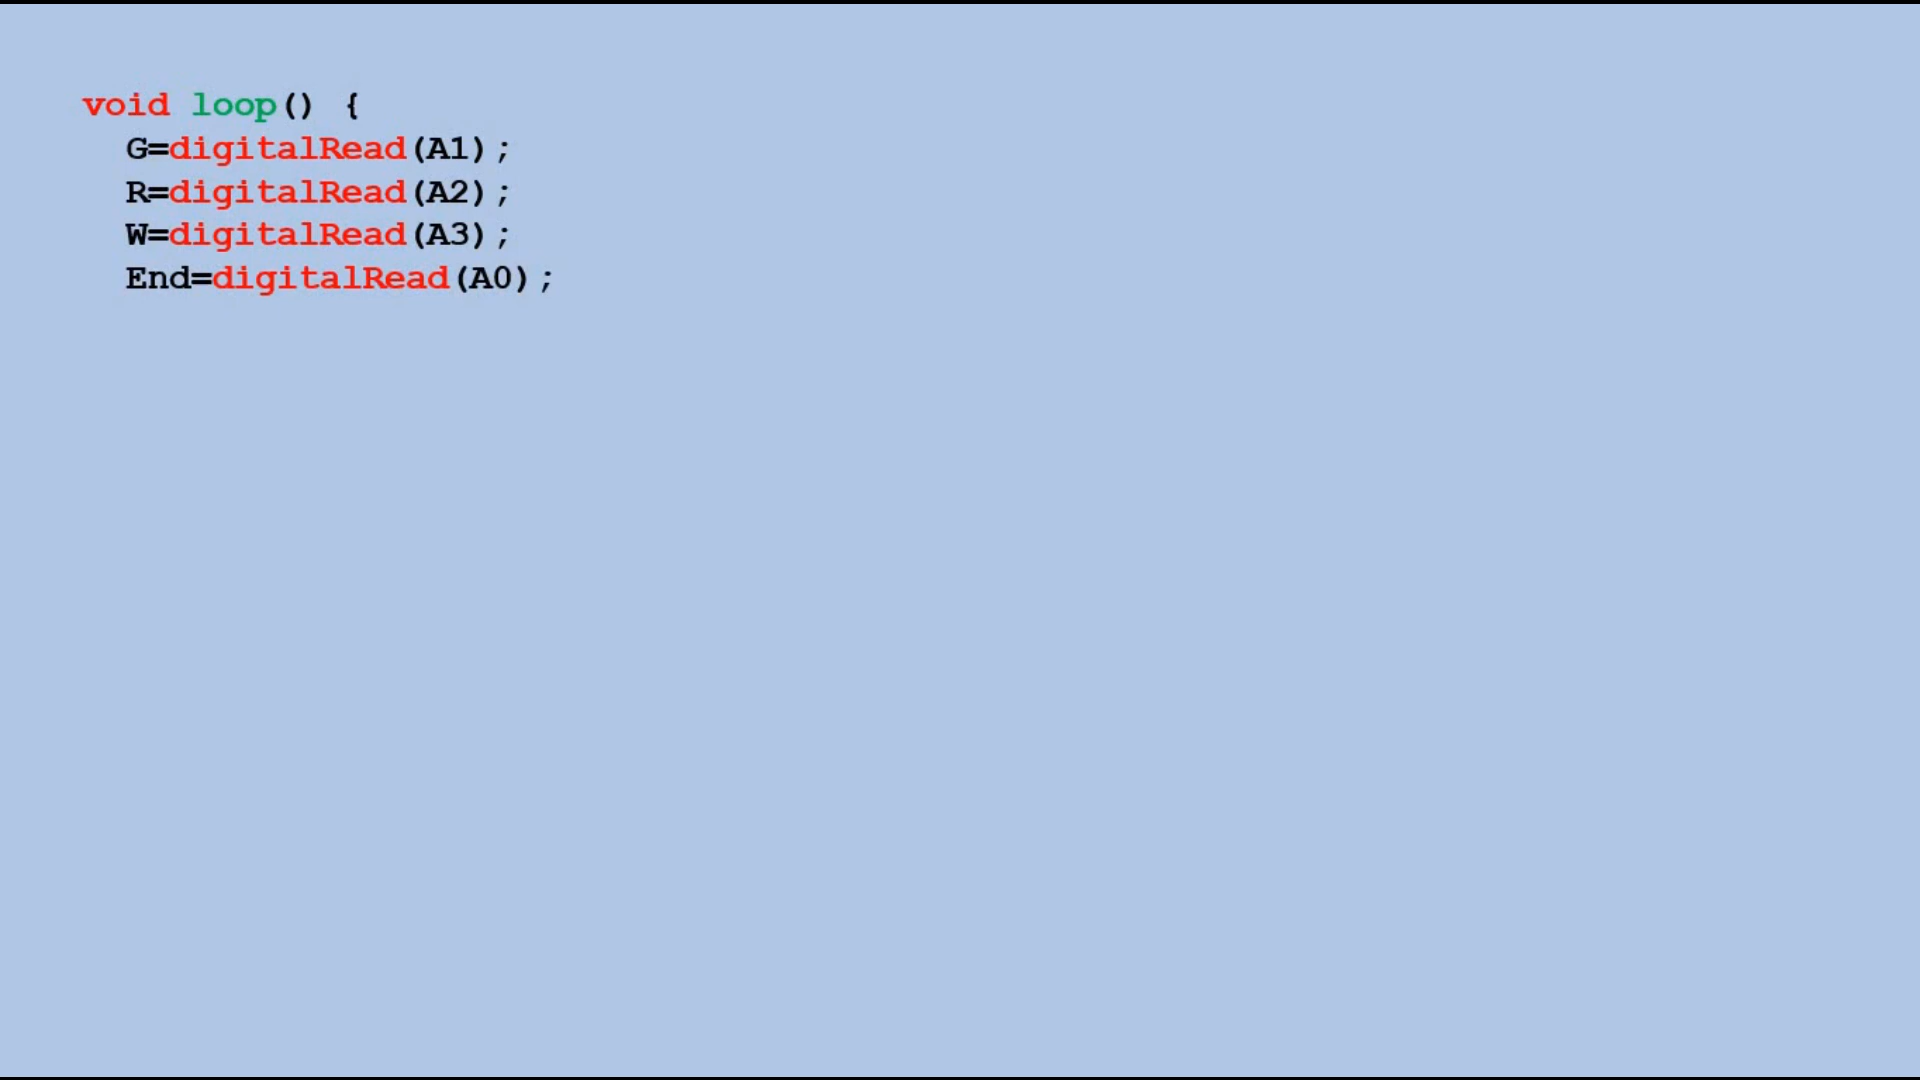 void loop() {
G=digitalRead(A1);
R=digitalRead(A2);
W=digitalRead(A3);
End=digitalRead(A0);